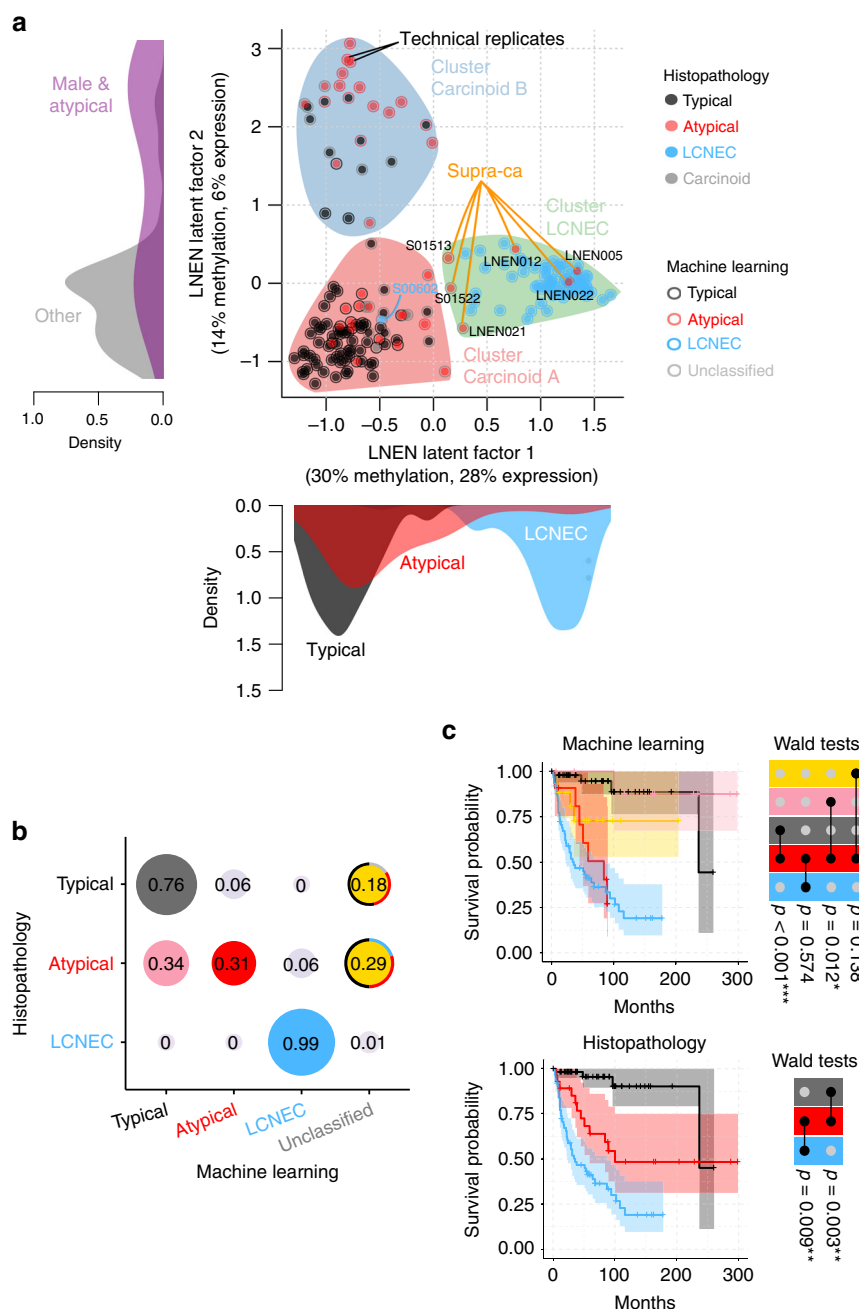 a
Male &
atypical
Other
1.0
0.5
0.0
Density
LNEN latent factor 2
(14% methylation, 6% expression)
3
2
1
0
−1
Technical replicates
Cluster
Carcinoid B
Supra-ca
Cluster
LCNEC
S01513
LNEN012
LNEN005
S00602
S01522
LNEN022
LNEN021
Cluster
Carcinoid A
−1.0
−0.5
0.0
0.5
1.0
1.5
LNEN latent factor 1
(30% methylation, 28% expression)
Histopathology
Typical
Atypical
LCNEC
Carcinoid
Machine learning
Typical
Atypical
LCNEC
Unclassified
0.0
0.5
1.0
1.5
Density
LCNEC
Atypical
Typical
b
Histopathology
Typical
0.76
0.06
0
0.18
Atypical
0.34
0.31
0.06
0.29
LCNEC
0
0
0.99
0.01
Typical
Atypical
LCNEC
Unclassified
Machine learning
c
Machine learning
Survival probability
1.00
0.75
0.50
0.25
0.00
0
100
200
300
Months
Wald tests
p < 0.001***
p = 0.574
p = 0.012*
p = 0.138
Histopathology
Survival probability
1.00
0.75
0.50
0.25
0.00
0
100
200
300
Months
Wald tests
p = 0.009**
p = 0.003**